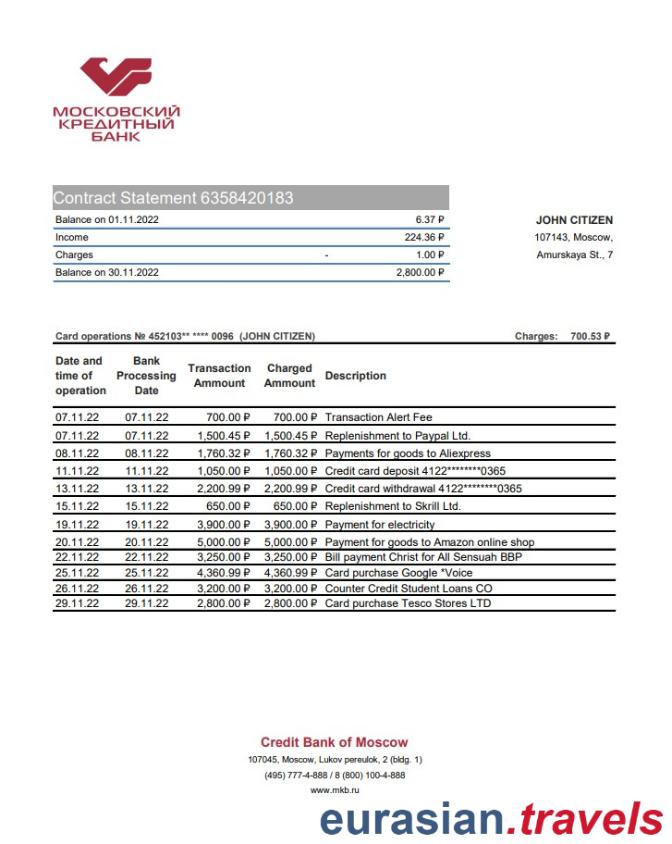 МОСКОВСКИЙ
КРЕДИТНЫЙ
БАНК
Contract Statement 6358420183
Balance on 01.11.2022 6.37 ₽
Income 224.36 ₽
Charges - 1.00 ₽
Balance on 30.11.2022 2,800.00 ₽
JOHN CITIZEN
107143, Moscow,
Amurskaya St., 7
Card operations № 452103** **** 0096 (JOHN CITIZEN) Charges: 700.53 ₽
Date and time of operation Bank Processing Date Transaction Amount Charged Amount Description
07.11.22 07.11.22 700.00 ₽ 700.00 ₽ Transaction Alert Fee
07.11.22 07.11.22 1,500.45 ₽ 1,500.45 ₽ Replenishment to Paypal Ltd.
08.11.22 08.11.22 1,760.32 ₽ 1,760.32 ₽ Payments for goods to Aliexpress
11.11.22 11.11.22 1,050.00 ₽ 1,050.00 ₽ Credit card deposit 4122********0365
13.11.22 13.11.22 2,200.99 ₽ 2,200.99 ₽ Credit card withdrawal 4122********0365
15.11.22 15.11.22 650.00 ₽ 650.00 ₽ Replenishment to Skrill Ltd.
19.11.22 19.11.22 3,900.00 ₽ 3,900.00 ₽ Payment for electricity
20.11.22 20.11.22 5,000.00 ₽ 5,000.00 ₽ Payment for goods to Amazon online shop
22.11.22 22.11.22 3,250.00 ₽ 3,250.00 ₽ Bill payment Christ for All Sensuah BBP
25.11.22 25.11.22 4,360.99 ₽ 4,360.99 ₽ Card purchase Google *Voice
26.11.22 26.11.22 3,200.00 ₽ 3,200.00 ₽ Counter Credit Student Loans CO
29.11.22 29.11.22 2,800.00 ₽ 2,800.00 ₽ Card purchase Tesco Stores LTD
Credit Bank of Moscow
107045, Moscow, Lukov pereulok, 2 (bldg. 1)
(495) 777-4-888 / 8 (800) 100-4-888
www.mkb.ru
eurasian.travels